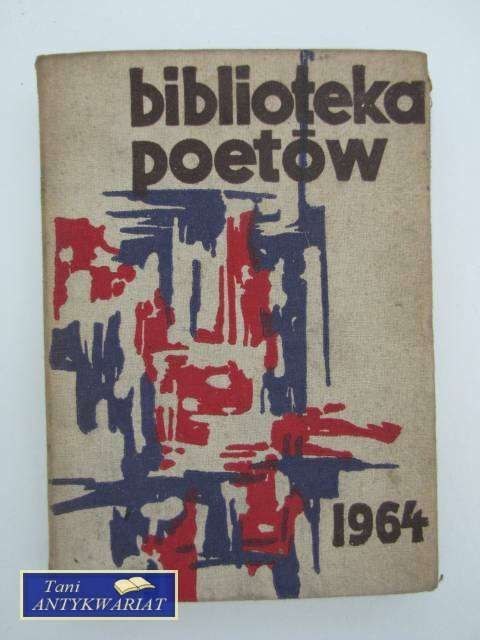 biblioteka
poetów
1964
Tani
ANTYKWARIAT